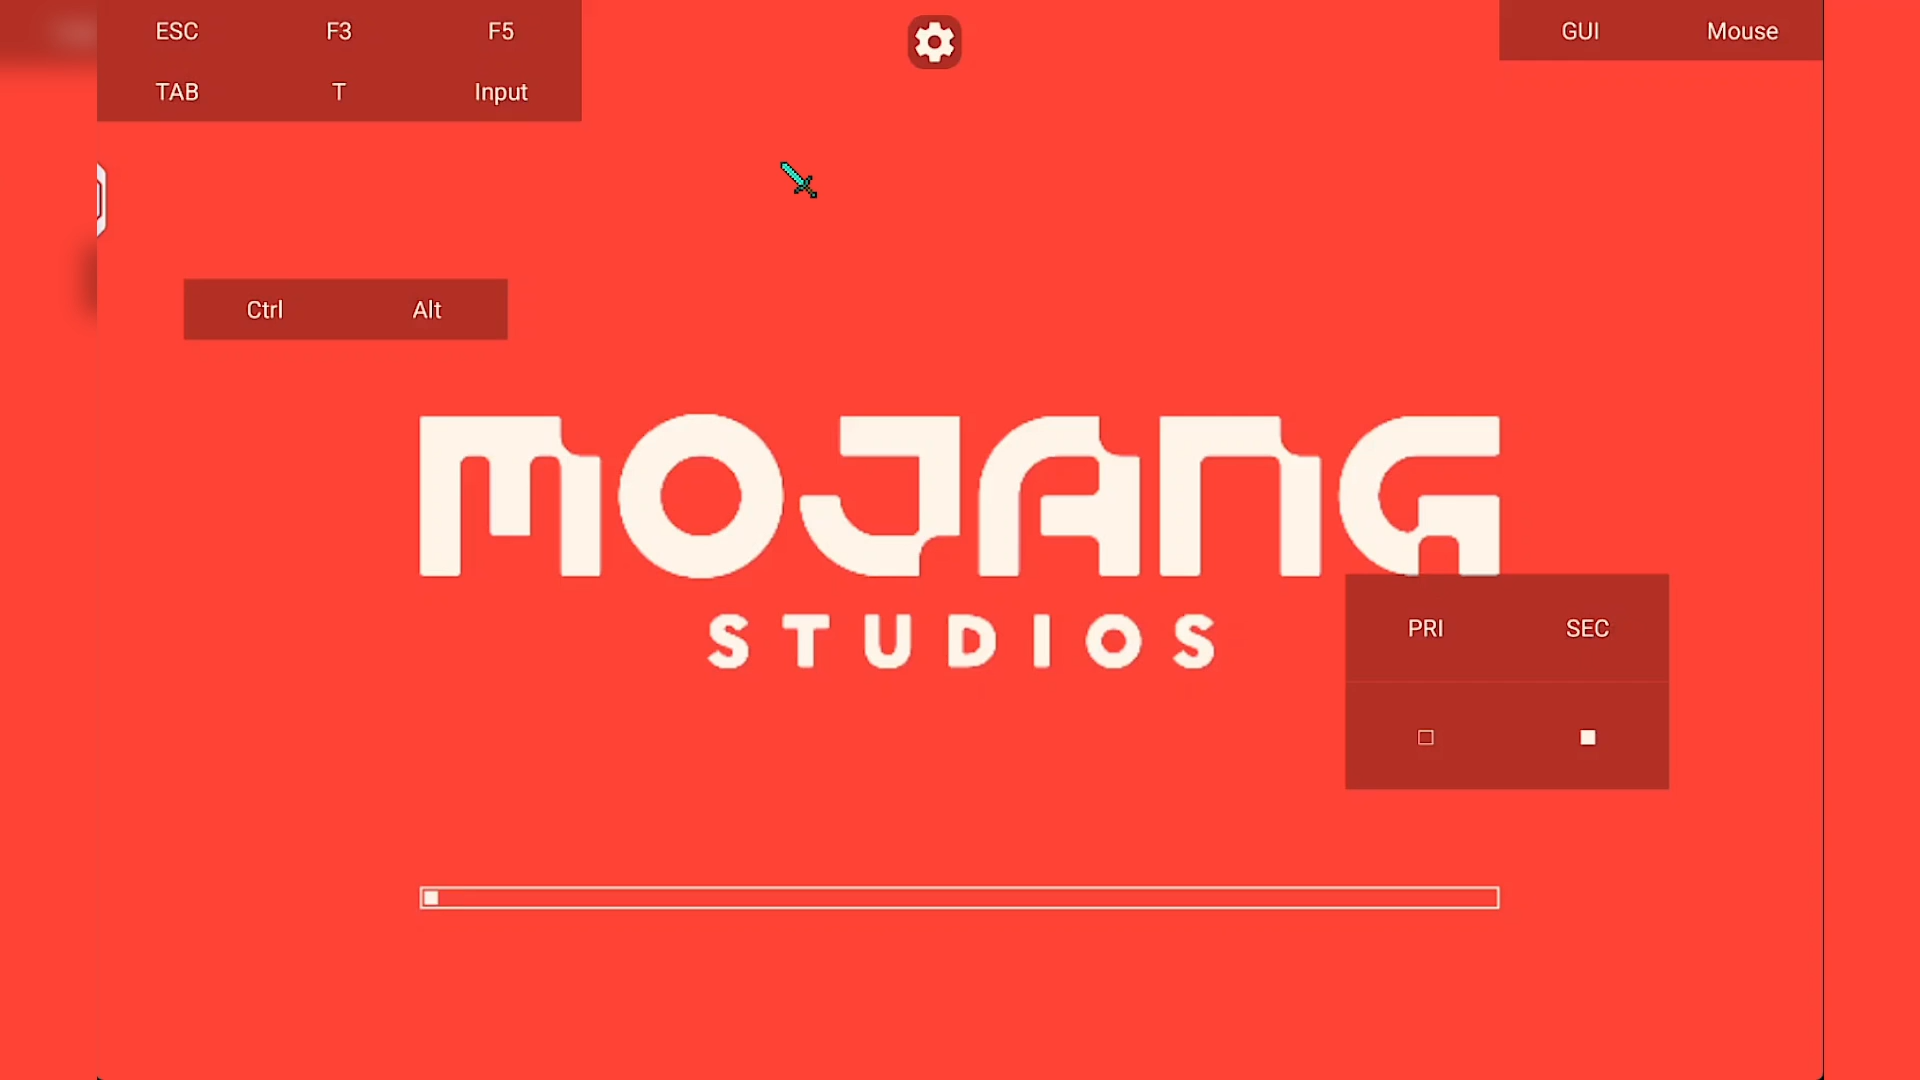 ESC F3 F5
GUI Mouse
TAB T Input
Ctrl Alt
MOJANG
STUDIOS
PRI SEC